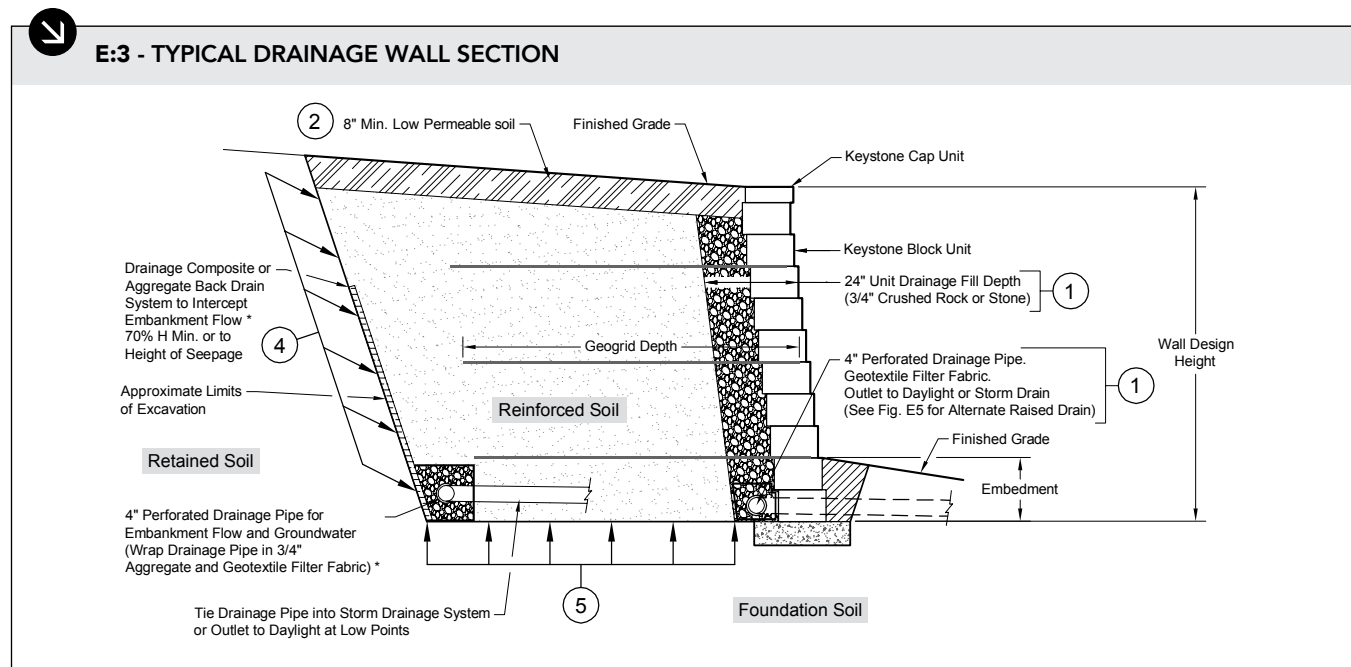 E:3 - TYPICAL DRAINAGE WALL SECTION
2
8" Min. Low Permeable soil
Finished Grade
Keystone Cap Unit
Keystone Block Unit
24" Unit Drainage Fill Depth
(3/4" Crushed Rock or Stone)
1
Drainage Composite or
Aggregate Back Drain
System to Intercept
Embankment Flow *
70% H Min. or to
Height of Seepage
4
Geogrid Depth
Wall Design
Height
4" Perforated Drainage Pipe.
Geotextile Filter Fabric.
Outlet to Daylight or Storm Drain
(See Fig. E5 for Alternate Raised Drain)
1
Approximate Limits
of Excavation
Reinforced Soil
Finished Grade
Retained Soil
Embedment
4" Perforated Drainage Pipe for
Embankment Flow and Groundwater
(Wrap Drainage Pipe in 3/4"
Aggregate and Geotextile Filter Fabric) *
5
Tie Drainage Pipe into Storm Drainage System
or Outlet to Daylight at Low Points
Foundation Soil